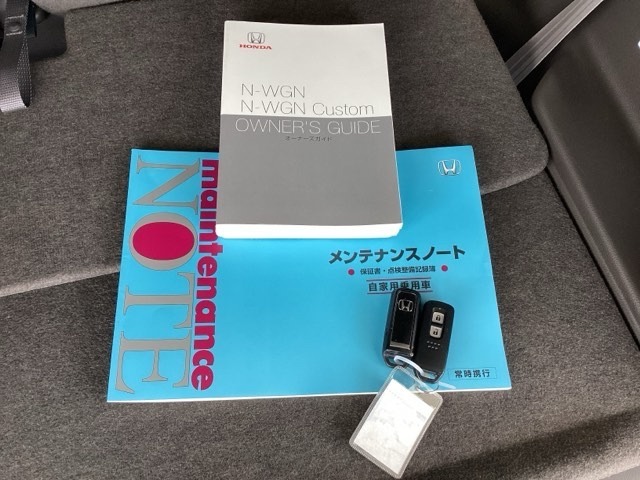 HONDA
N-WGN
N-WGN Custom
OWNER'S GUIDE
オーナーズガイド
maintenance
NOTE
メンテナンスノート
保証書・点検整備記録簿
自家用乗用車
常時携行